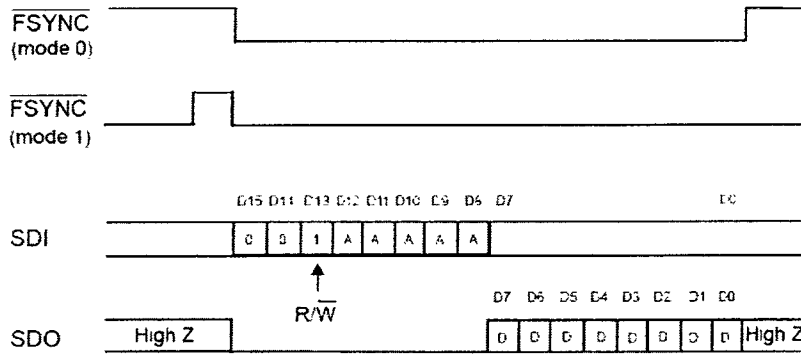 FSYNC
(mode 0)
FSYNC
(mode 1)
D15 D14 D13 D12 D11 D10 D9 D8 D7 D0
SDI 0 0 1 A A A A A
R/W
D7 D6 D5 D4 D3 D2 D1 D0
SDO High Z D D D D D D D D High Z